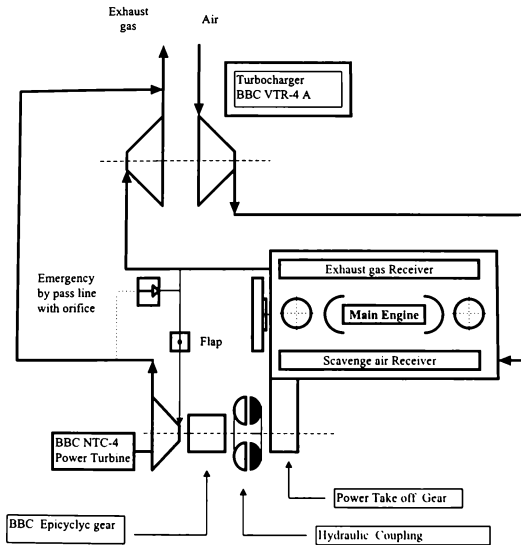 Exhaust
gas
Air
Turbocharger
BBC VTR-4 A
Emergency
by pass line
with orifice
Exhaust gas Receiver
Main Engine
Flap
Scavenge air Receiver
BBC NTC-4
Power Turbine
Power Take off Gear
BBC Epicyclyc gear
Hydraulic Coupling